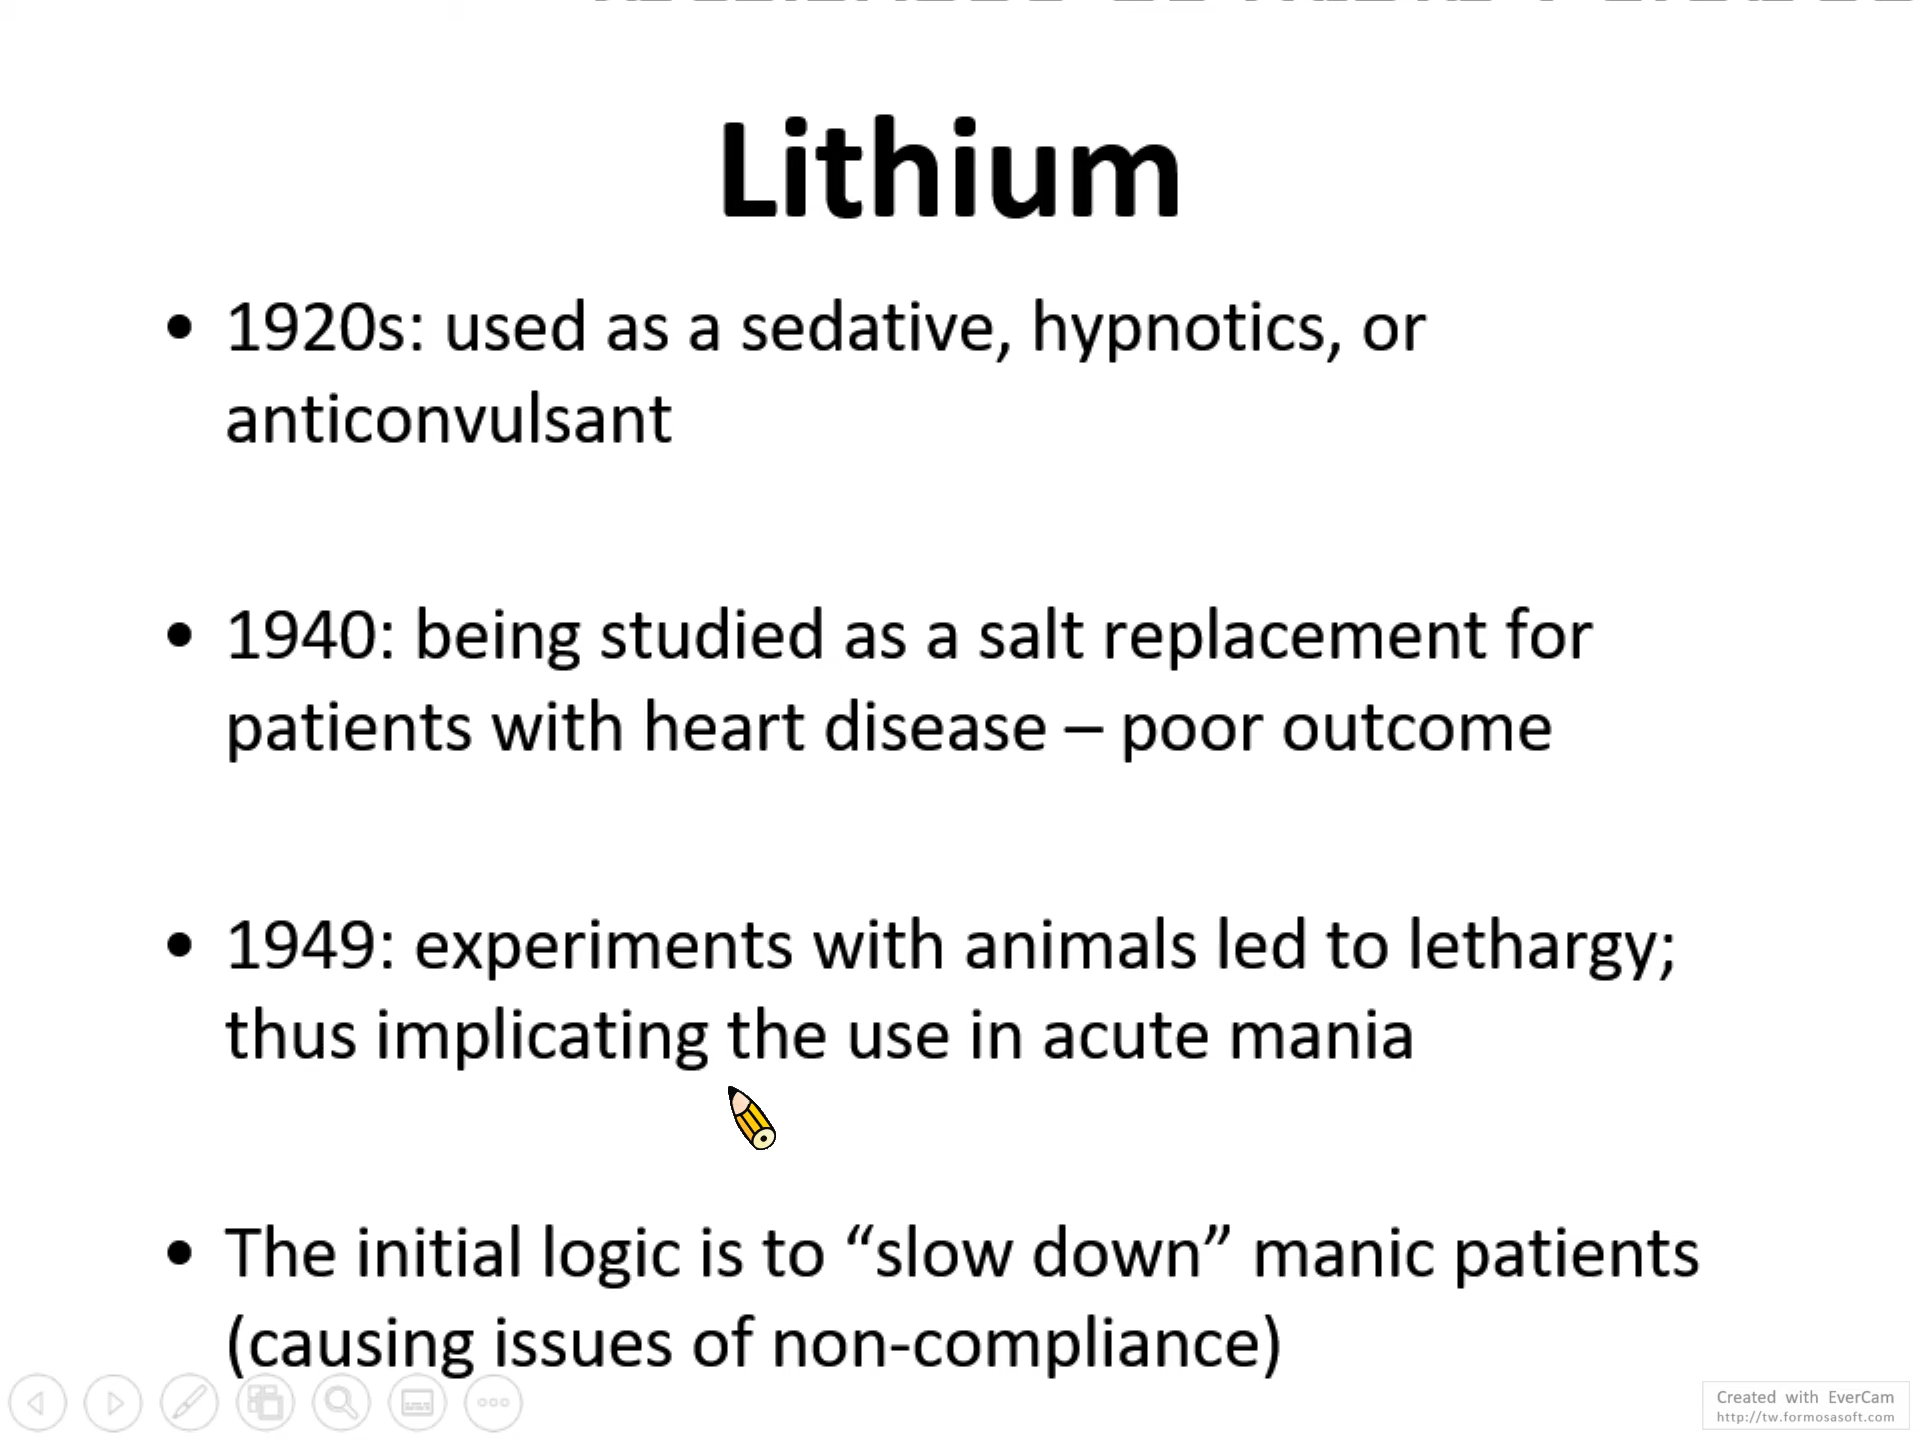 Lithium
• 1920s: used as a sedative, hypnotics, or
anticonvulsant
• 1940: being studied as a salt replacement for
patients with heart disease – poor outcome
• 1949: experiments with animals led to lethargy;
thus implicating the use in acute mania
• The initial logic is to “slow down” manic patients
(causing issues of non-compliance)
Created with EverCam
http://tw.formosasoft.com